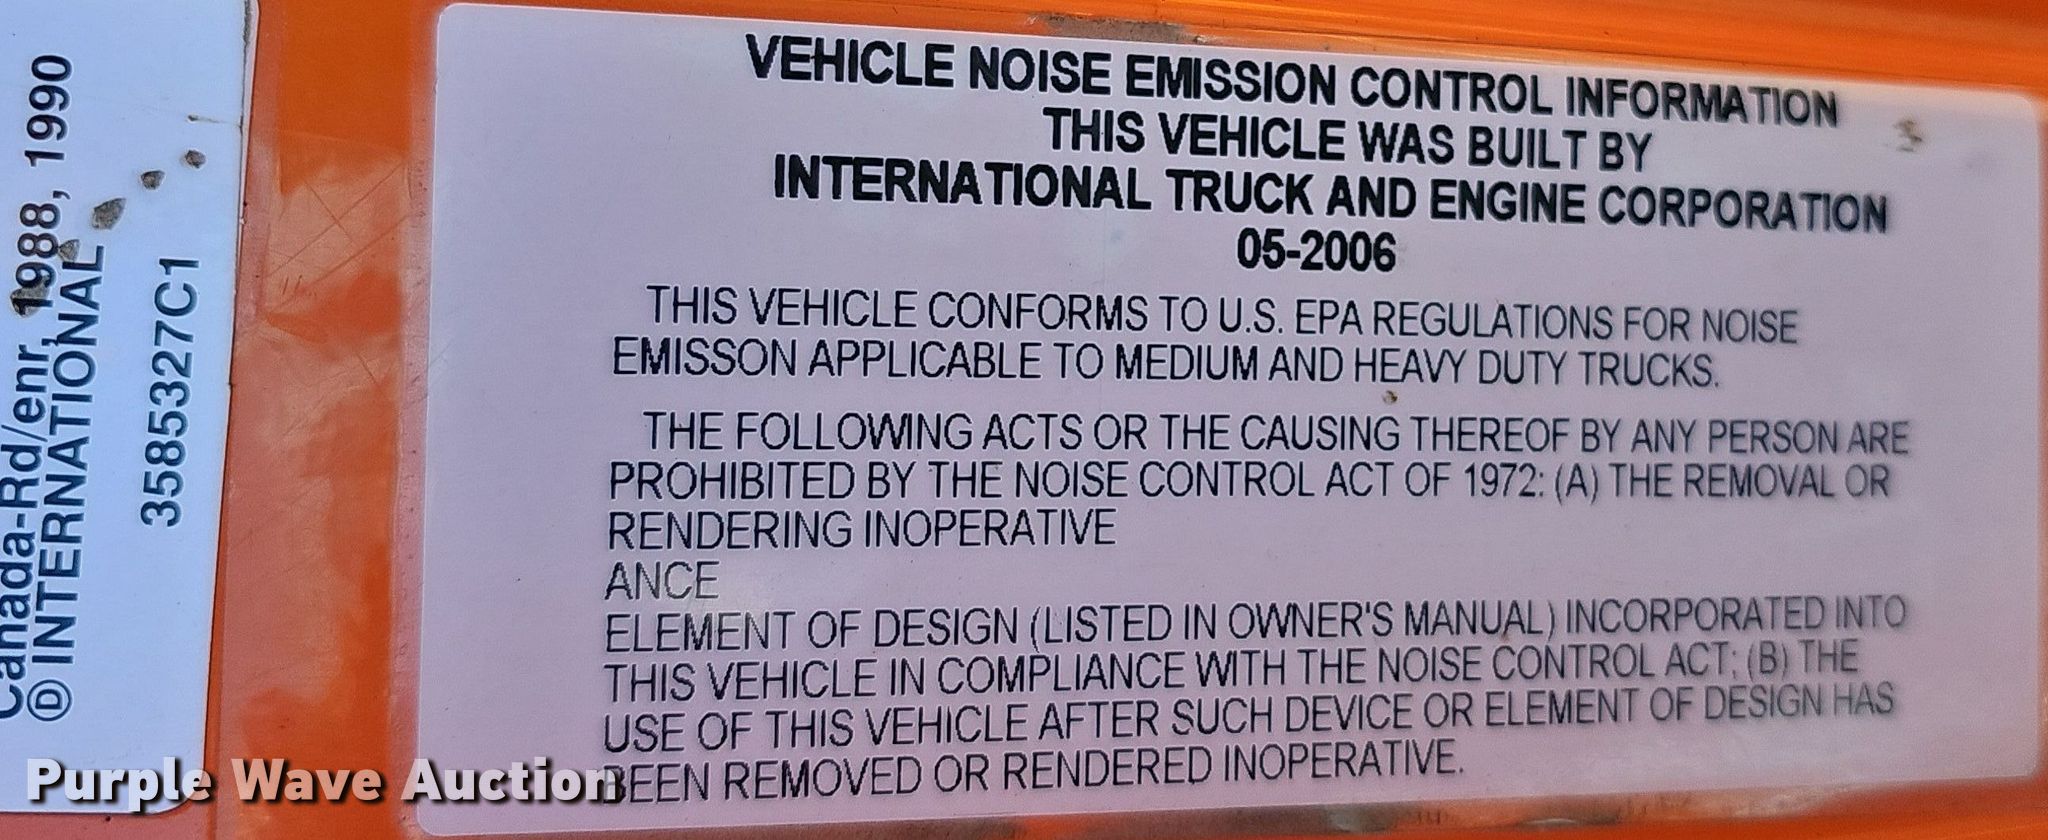 Canada-Rd/enr, 1988, 1990
Ⓓ INTERNATIONAL
3585327C1
VEHICLE NOISE EMISSION CONTROL INFORMATION
THIS VEHICLE WAS BUILT BY
INTERNATIONAL TRUCK AND ENGINE CORPORATION
05-2006
THIS VEHICLE CONFORMS TO U.S. EPA REGULATIONS FOR NOISE
EMISSON APPLICABLE TO MEDIUM AND HEAVY DUTY TRUCKS.
THE FOLLOWING ACTS OR THE CAUSING THEREOF BY ANY PERSON ARE
PROHIBITED BY THE NOISE CONTROL ACT OF 1972: (A) THE REMOVAL OR
RENDERING INOPERATIVE
ANCE
ELEMENT OF DESIGN (LISTED IN OWNER'S MANUAL) INCORPORATED INTO
THIS VEHICLE IN COMPLIANCE WITH THE NOISE CONTROL ACT; (B) THE
USE OF THIS VEHICLE AFTER SUCH DEVICE OR ELEMENT OF DESIGN HAS
BEEN REMOVED OR RENDERED INOPERATIVE.
Purple Wave Auction